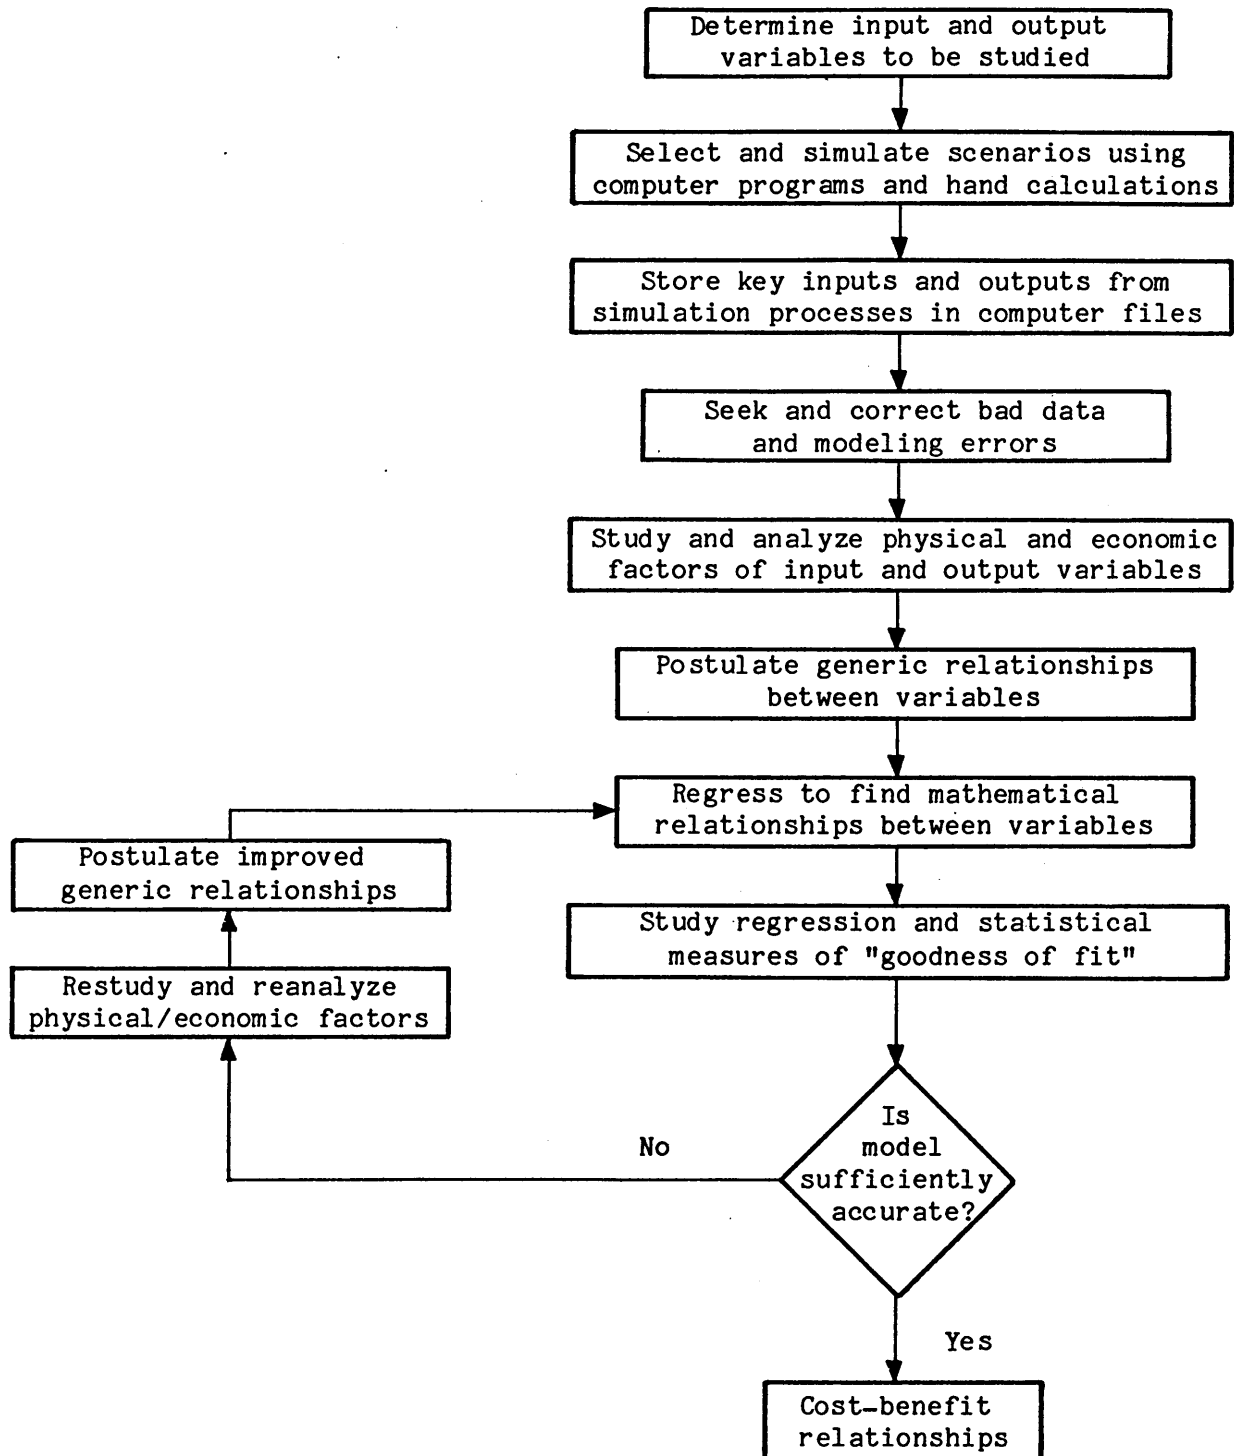 Determine input and output
variables to be studied
Select and simulate scenarios using
computer programs and hand calculations
Store key inputs and outputs from
simulation processes in computer files
Seek and correct bad data
and modeling errors
Study and analyze physical and economic
factors of input and output variables
Postulate generic relationships
between variables
Regress to find mathematical
relationships between variables
Postulate improved
generic relationships
Study regression and statistical
measures of "goodness of fit"
Restudy and reanalyze
physical/economic factors
Is
model
sufficiently
accurate?
No
Yes
Cost-benefit
relationships